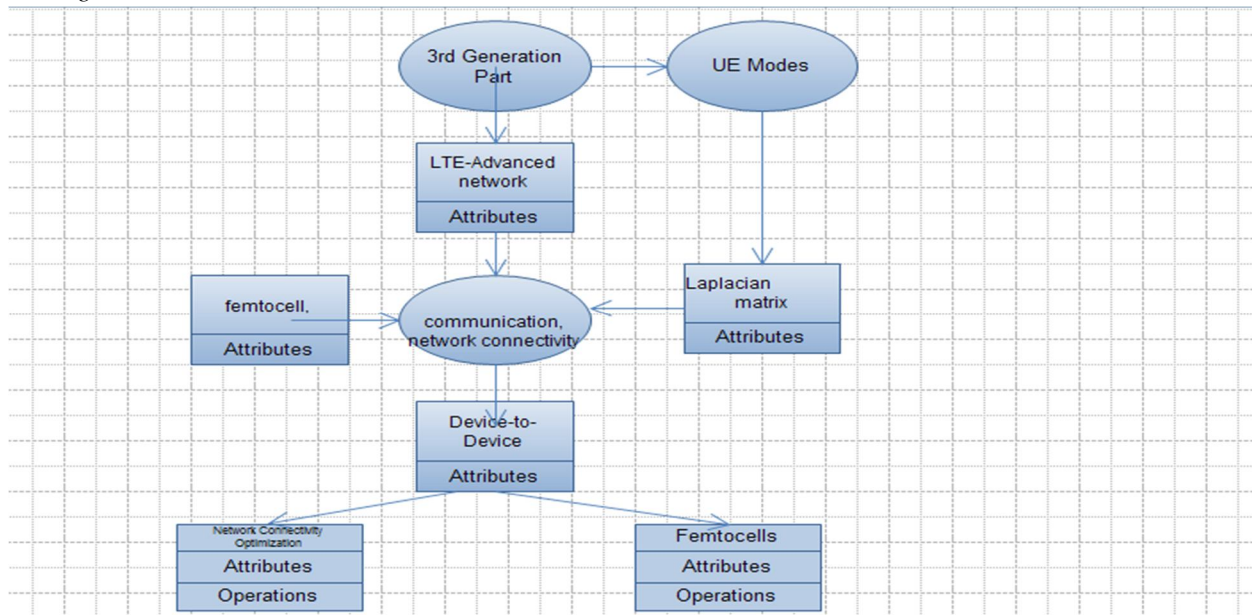 3rd Generation
Part
UE Modes
LTE-Advanced
network
Attributes
Laplacian
matrix
Attributes
femtocell,
Attributes
communication,
network connectivity
Device-to-
Device
Attributes
Network Connectivity
Optimization
Attributes
Operations
Femtocells
Attributes
Operations